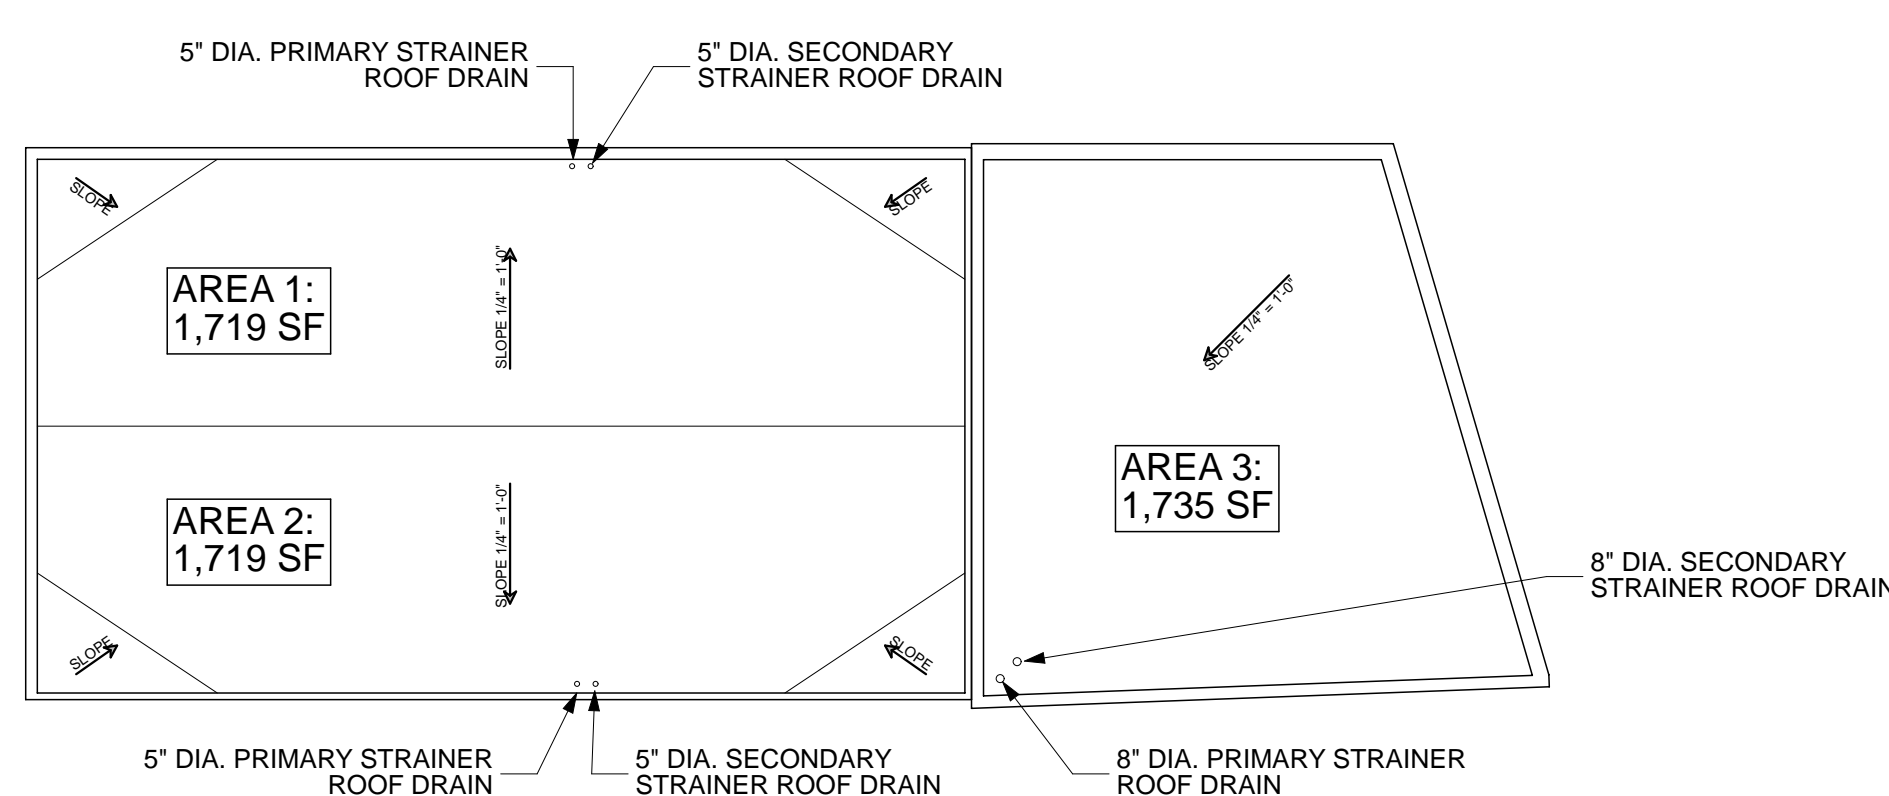 5" DIA. PRIMARY STRAINER
ROOF DRAIN
5" DIA. SECONDARY
STRAINER ROOF DRAIN
SLOPE
SLOPE
SLOPE 1/4" = 1'-0"
AREA 1:
1,719 SF
SLOPE 1/4" = 1'-0"
AREA 3:
1,735 SF
AREA 2:
1,719 SF
SLOPE 1/4" = 1'-0"
SLOPE
SLOPE
8" DIA. SECONDARY
STRAINER ROOF DRAIN
5" DIA. PRIMARY STRAINER
ROOF DRAIN
5" DIA. SECONDARY
STRAINER ROOF DRAIN
8" DIA. PRIMARY STRAINER
ROOF DRAIN